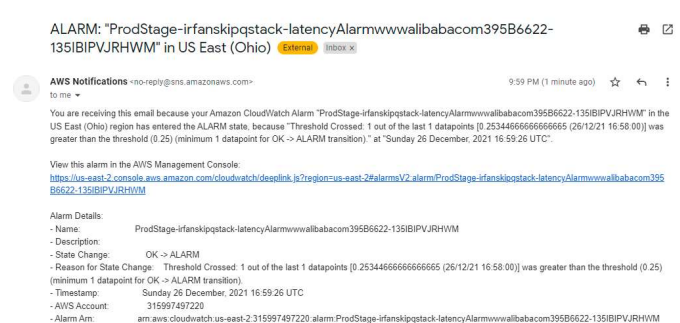 ALARM: "ProdStage-irfanskipqstack-latencyAlarmwwwalibabacom395B6622-
135IBIPVJRHWM" in US East (Ohio) External Inbox x
AWS Notifications <no-reply@sns.amazonaws.com> 9:59 PM (1 minute ago)
to me
You are receiving this email because your Amazon CloudWatch Alarm "ProdStage-irfanskipqstack-latencyAlarmwwwalibabacom395B6622-135IBIPVJRHWM" in the
US East (Ohio) region has entered the ALARM state, because "Threshold Crossed: 1 out of the last 1 datapoints [0.25344666666666665 (26/12/21 16:58:00)] was
greater than the threshold (0.25) (minimum 1 datapoint for OK -> ALARM transition)." at "Sunday 26 December, 2021 16:59:26 UTC".
View this alarm in the AWS Management Console:
https://us-east-2.console.aws.amazon.com/cloudwatch/deeplink.js?region=us-east-2#alarmsV2:alarm/ProdStage-irfanskipqstack-latencyAlarmwwwalibabacom395
B6622-135IBIPVJRHWM
Alarm Details:
- Name: ProdStage-irfanskipqstack-latencyAlarmwwwalibabacom395B6622-135IBIPVJRHWM
- Description:
- State Change: OK -> ALARM
- Reason for State Change: Threshold Crossed: 1 out of the last 1 datapoints [0.25344666666666665 (26/12/21 16:58:00)] was greater than the threshold (0.25)
(minimum 1 datapoint for OK -> ALARM transition).
- Timestamp: Sunday 26 December, 2021 16:59:26 UTC
- AWS Account: 315997497220
- Alarm Arn: arn:aws:cloudwatch:us-east-2:315997497220:alarm:ProdStage-irfanskipqstack-latencyAlarmwwwalibabacom395B6622-135IBIPVJRHWM